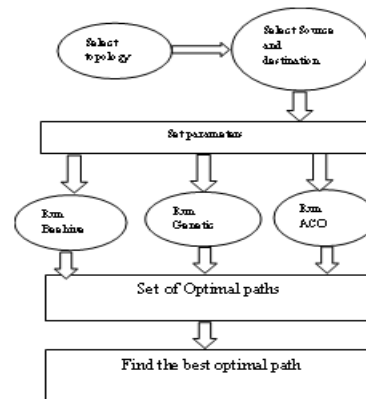 Select
topology
Select Source
and
destination
Set parameters
Run
Beehive
Run
Genetic
Run
ACO
Set of Optimal paths
Find the best optimal path